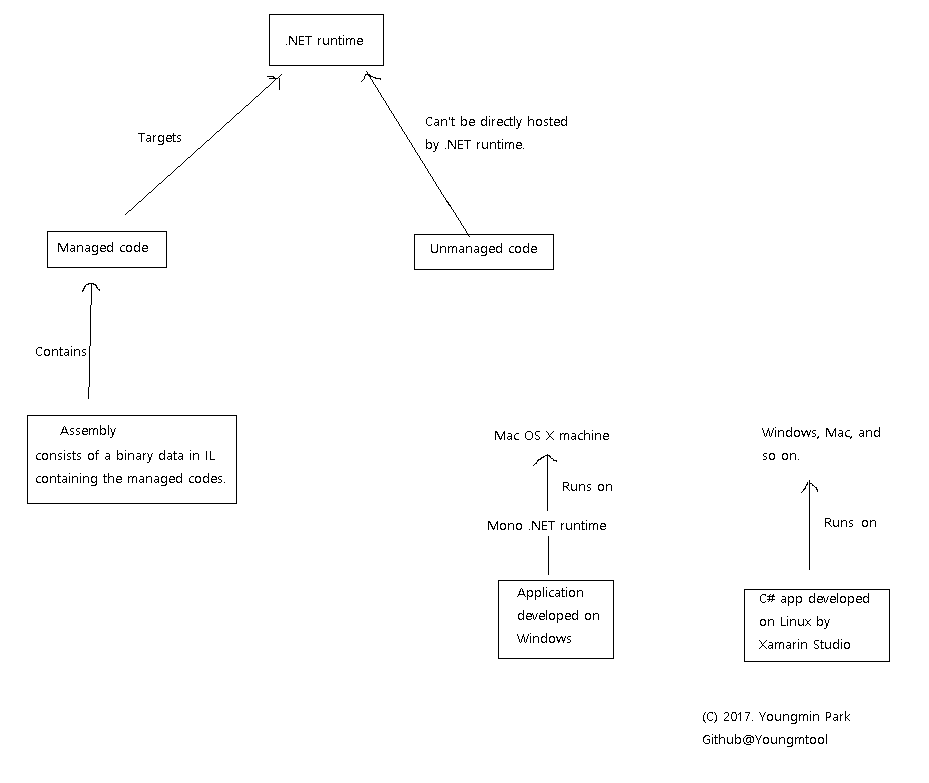 .NET runtime
Can't be directly hosted
by .NET runtime.
Targets
Managed code
Unmanaged code
Contains
Assembly
consists of a binary data in IL
containing the managed codes.
Mac OS X machine
Runs on
Mono .NET runtime
Application
developed on
Windows
Windows, Mac, and
so on.
Runs on
C# app developed
on Linux by
Xamarin Studio
(C) 2017. Youngmin Park
Github@Youngmtool